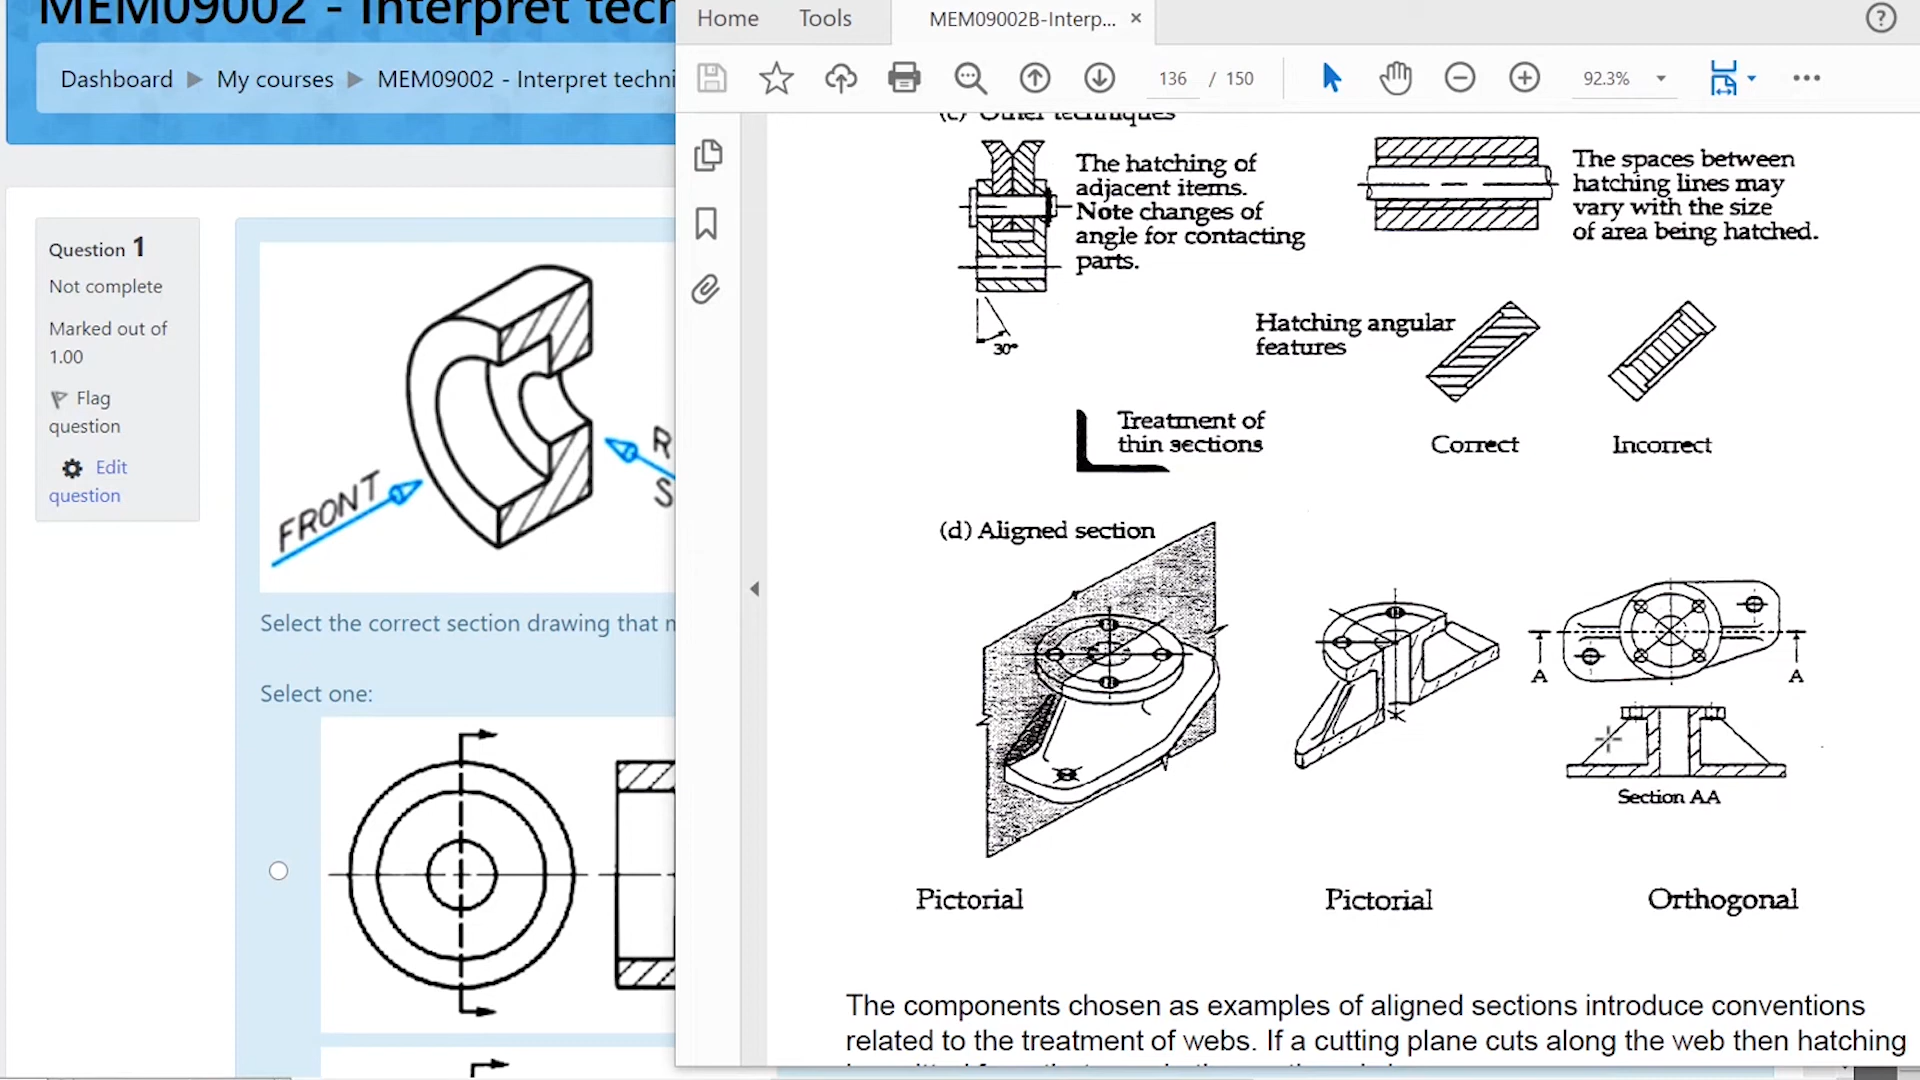 MEM09002 - Interpret tech
Dashboard ▶ My courses ▶ MEM09002 - Interpret techni
Question 1
Not complete
Marked out of
1.00
Flag
question
Edit
question
FRONT
R
S
Select the correct section drawing that m
Select one:
Home
Tools
MEM09002B-Interp... ×
136 / 150
92.3%
(c) Other techniques
The hatching of
adjacent items.
Note changes of
angle for contacting
parts.
30°
The spaces between
hatching lines may
vary with the size
of area being hatched.
Hatching angular
features
Correct
Incorrect
Treatment of
thin sections
(d) Aligned section
A
A
Section AA
Pictorial
Pictorial
Orthogonal
The components chosen as examples of aligned sections introduce conventions
related to the treatment of webs. If a cutting plane cuts along the web then hatching